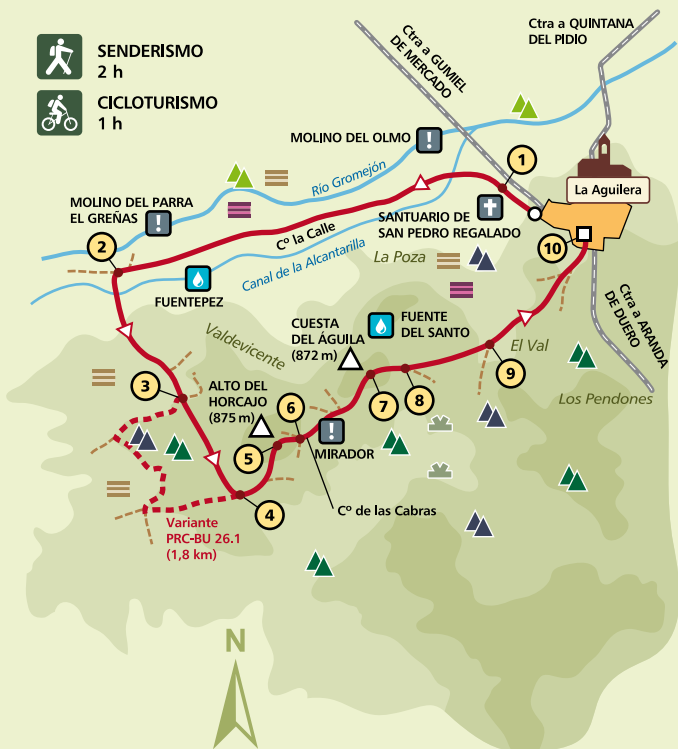 SENDERISMO
2 h
CICLOTURISMO
1 h
Ctra a QUINTANA
DEL PIDIO
Ctra a GUMIEL
DE MERCADO
MOLINO DEL OLMO
1
La Aguilera
Río Gromejón
MOLINO DEL PARRA
EL GREÑAS
SANTUARIO DE
SAN PEDRO REGALADO
Cº la Calle
2
10
Canal de la Alcantarilla
La Poza
FUENTEPEZ
Ctra a ARANDA
DE DUERO
CUESTA
DEL ÁGUILA
(872 m)
FUENTE
DEL SANTO
Valdevicente
El Val
9
3
ALTO DEL
HORCAJO
(875 m)
6
7
8
Los Pendones
5
MIRADOR
4
Cº de las Cabras
Variante
PRC-BU 26.1
(1,8 km)
N